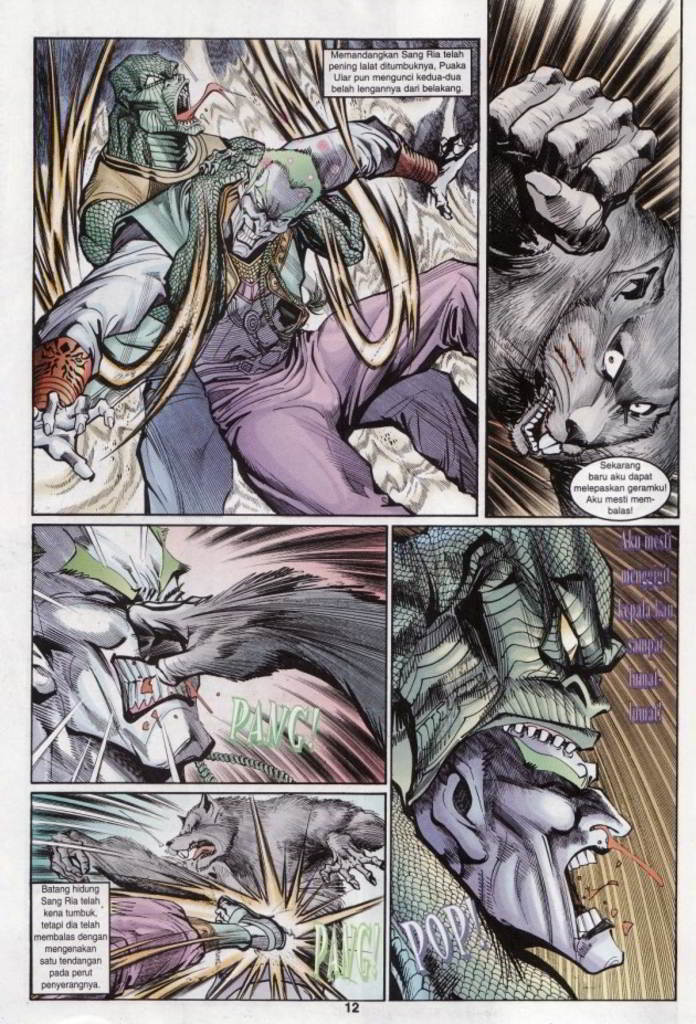 Memandangkan Sang Ria telah
pening lalat ditumbuknya, Puaka
Ular pun mengunci kedua-dua
belah lengannya dari belakang.
Sekarang
baru aku dapat
melepaskan geramku!
Aku mesti mem-
balas!
PANG!
Aku mesti
menggigit
kepala kau
sampai
lumat-
lumat!
Batang hidung
Sang Ria telah
kena tumbuk,
tetapi dia telah
membalas dengan
mengenakan
satu tendangan
pada perut
penyerangnya.
PANG!
POP!
12